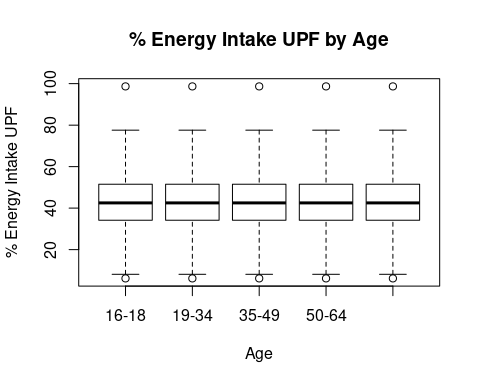 % Energy Intake UPF by Age
% Energy Intake UPF
100
80
60
40
20
16-18 19-34 35-49 50-64
Age